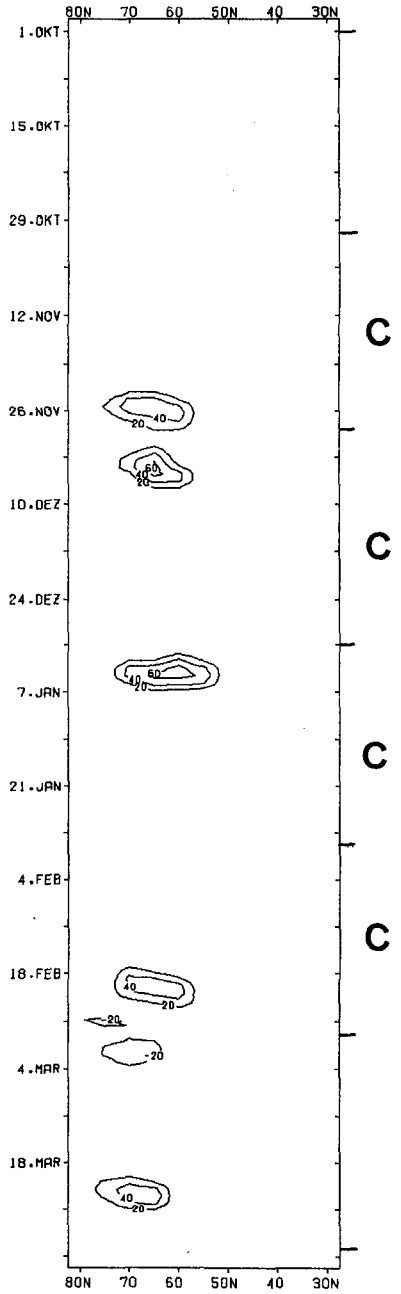 80N 70 60 50N 40 30N
1.OKT
15.OKT
29.OKT
12.NOV
C
26.NOV
40
20
60
40
20
10.DEZ
C
24.DEZ
60
40
20
7.JAN
C
21.JAN
4.FEB
C
18.FEB
40
20
-20
-20
4.MAR
18.MAR
40
20
80N 70 60 50N 40 30N